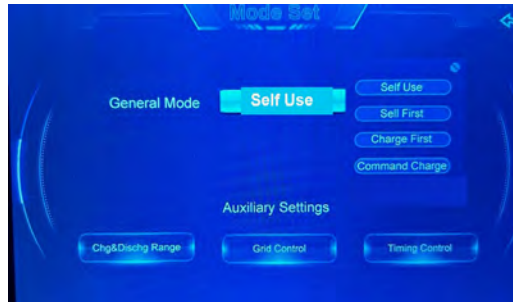 Mode Set
General Mode
Self Use
Self Use
Sell First
Charge First
Command Charge
Auxiliary Settings
Chg&Dischg Range
Grid Control
Timing Control